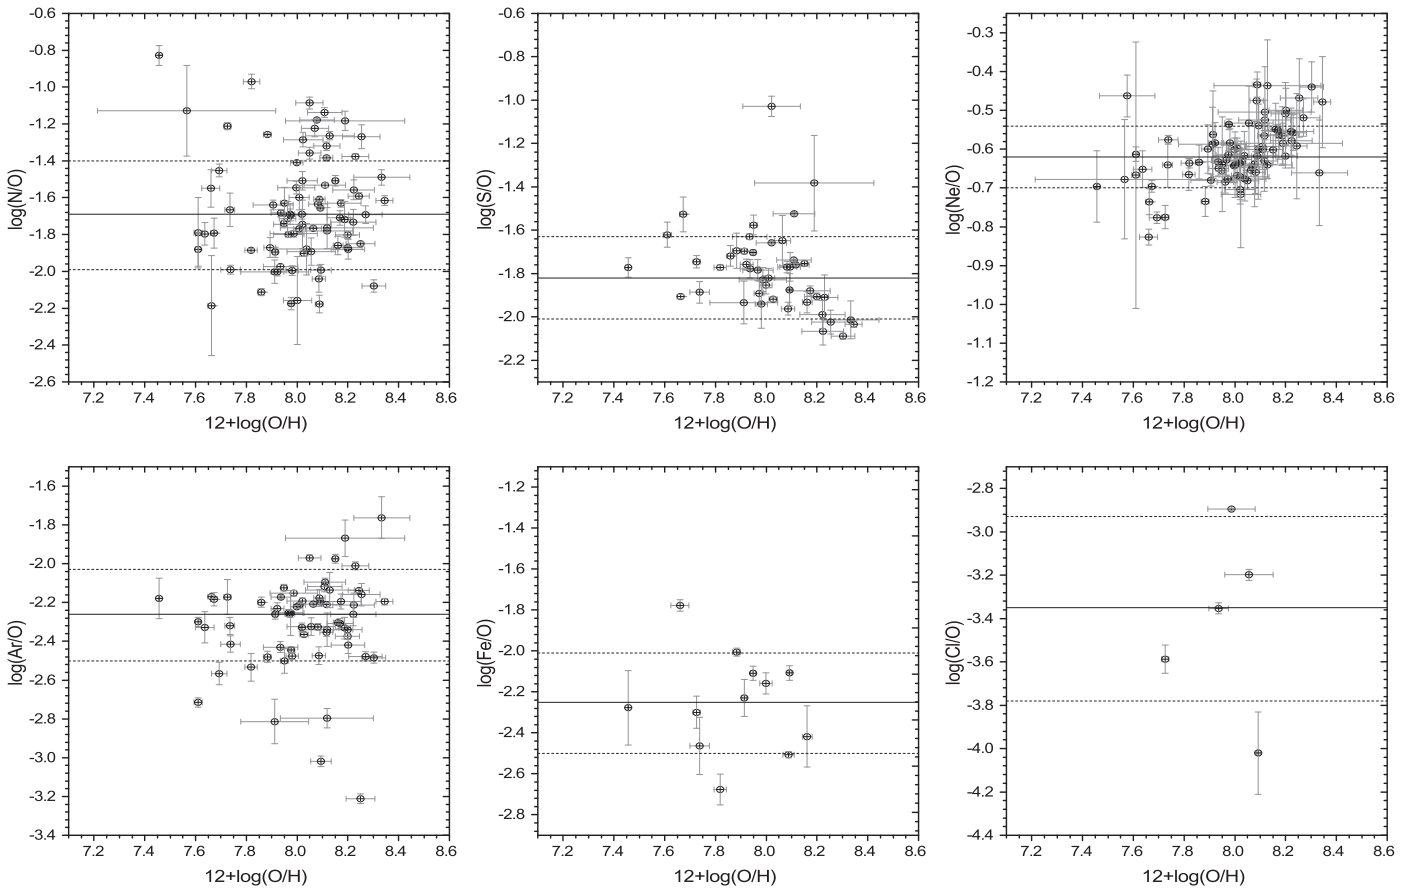 -0.6 -0.8 -1.0 -1.2 -1.4 -1.6 -1.8 -2.0 -2.2 -2.4 -2.6
log(N/O)
7.2 7.4 7.6 7.8 8.0 8.2 8.4 8.6
12+log(O/H)
-0.6 -0.8 -1.0 -1.2 -1.4 -1.6 -1.8 -2.0 -2.2
log(S/O)
7.2 7.4 7.6 7.8 8.0 8.2 8.4 8.6
12+log(O/H)
-0.3 -0.4 -0.5 -0.6 -0.7 -0.8 -0.9 -1.0 -1.1 -1.2
log(Ne/O)
7.2 7.4 7.6 7.8 8.0 8.2 8.4 8.6
12+log(O/H)
-1.6 -1.8 -2.0 -2.2 -2.4 -2.6 -2.8 -3.0 -3.2 -3.4
log(Ar/O)
7.2 7.4 7.6 7.8 8.0 8.2 8.4 8.6
12+log(O/H)
-1.2 -1.4 -1.6 -1.8 -2.0 -2.2 -2.4 -2.6 -2.8
log(Fe/O)
7.2 7.4 7.6 7.8 8.0 8.2 8.4 8.6
12+log(O/H)
-2.8 -3.0 -3.2 -3.4 -3.6 -3.8 -4.0 -4.2 -4.4
log(Cl/O)
7.2 7.4 7.6 7.8 8.0 8.2 8.4 8.6
12+log(O/H)